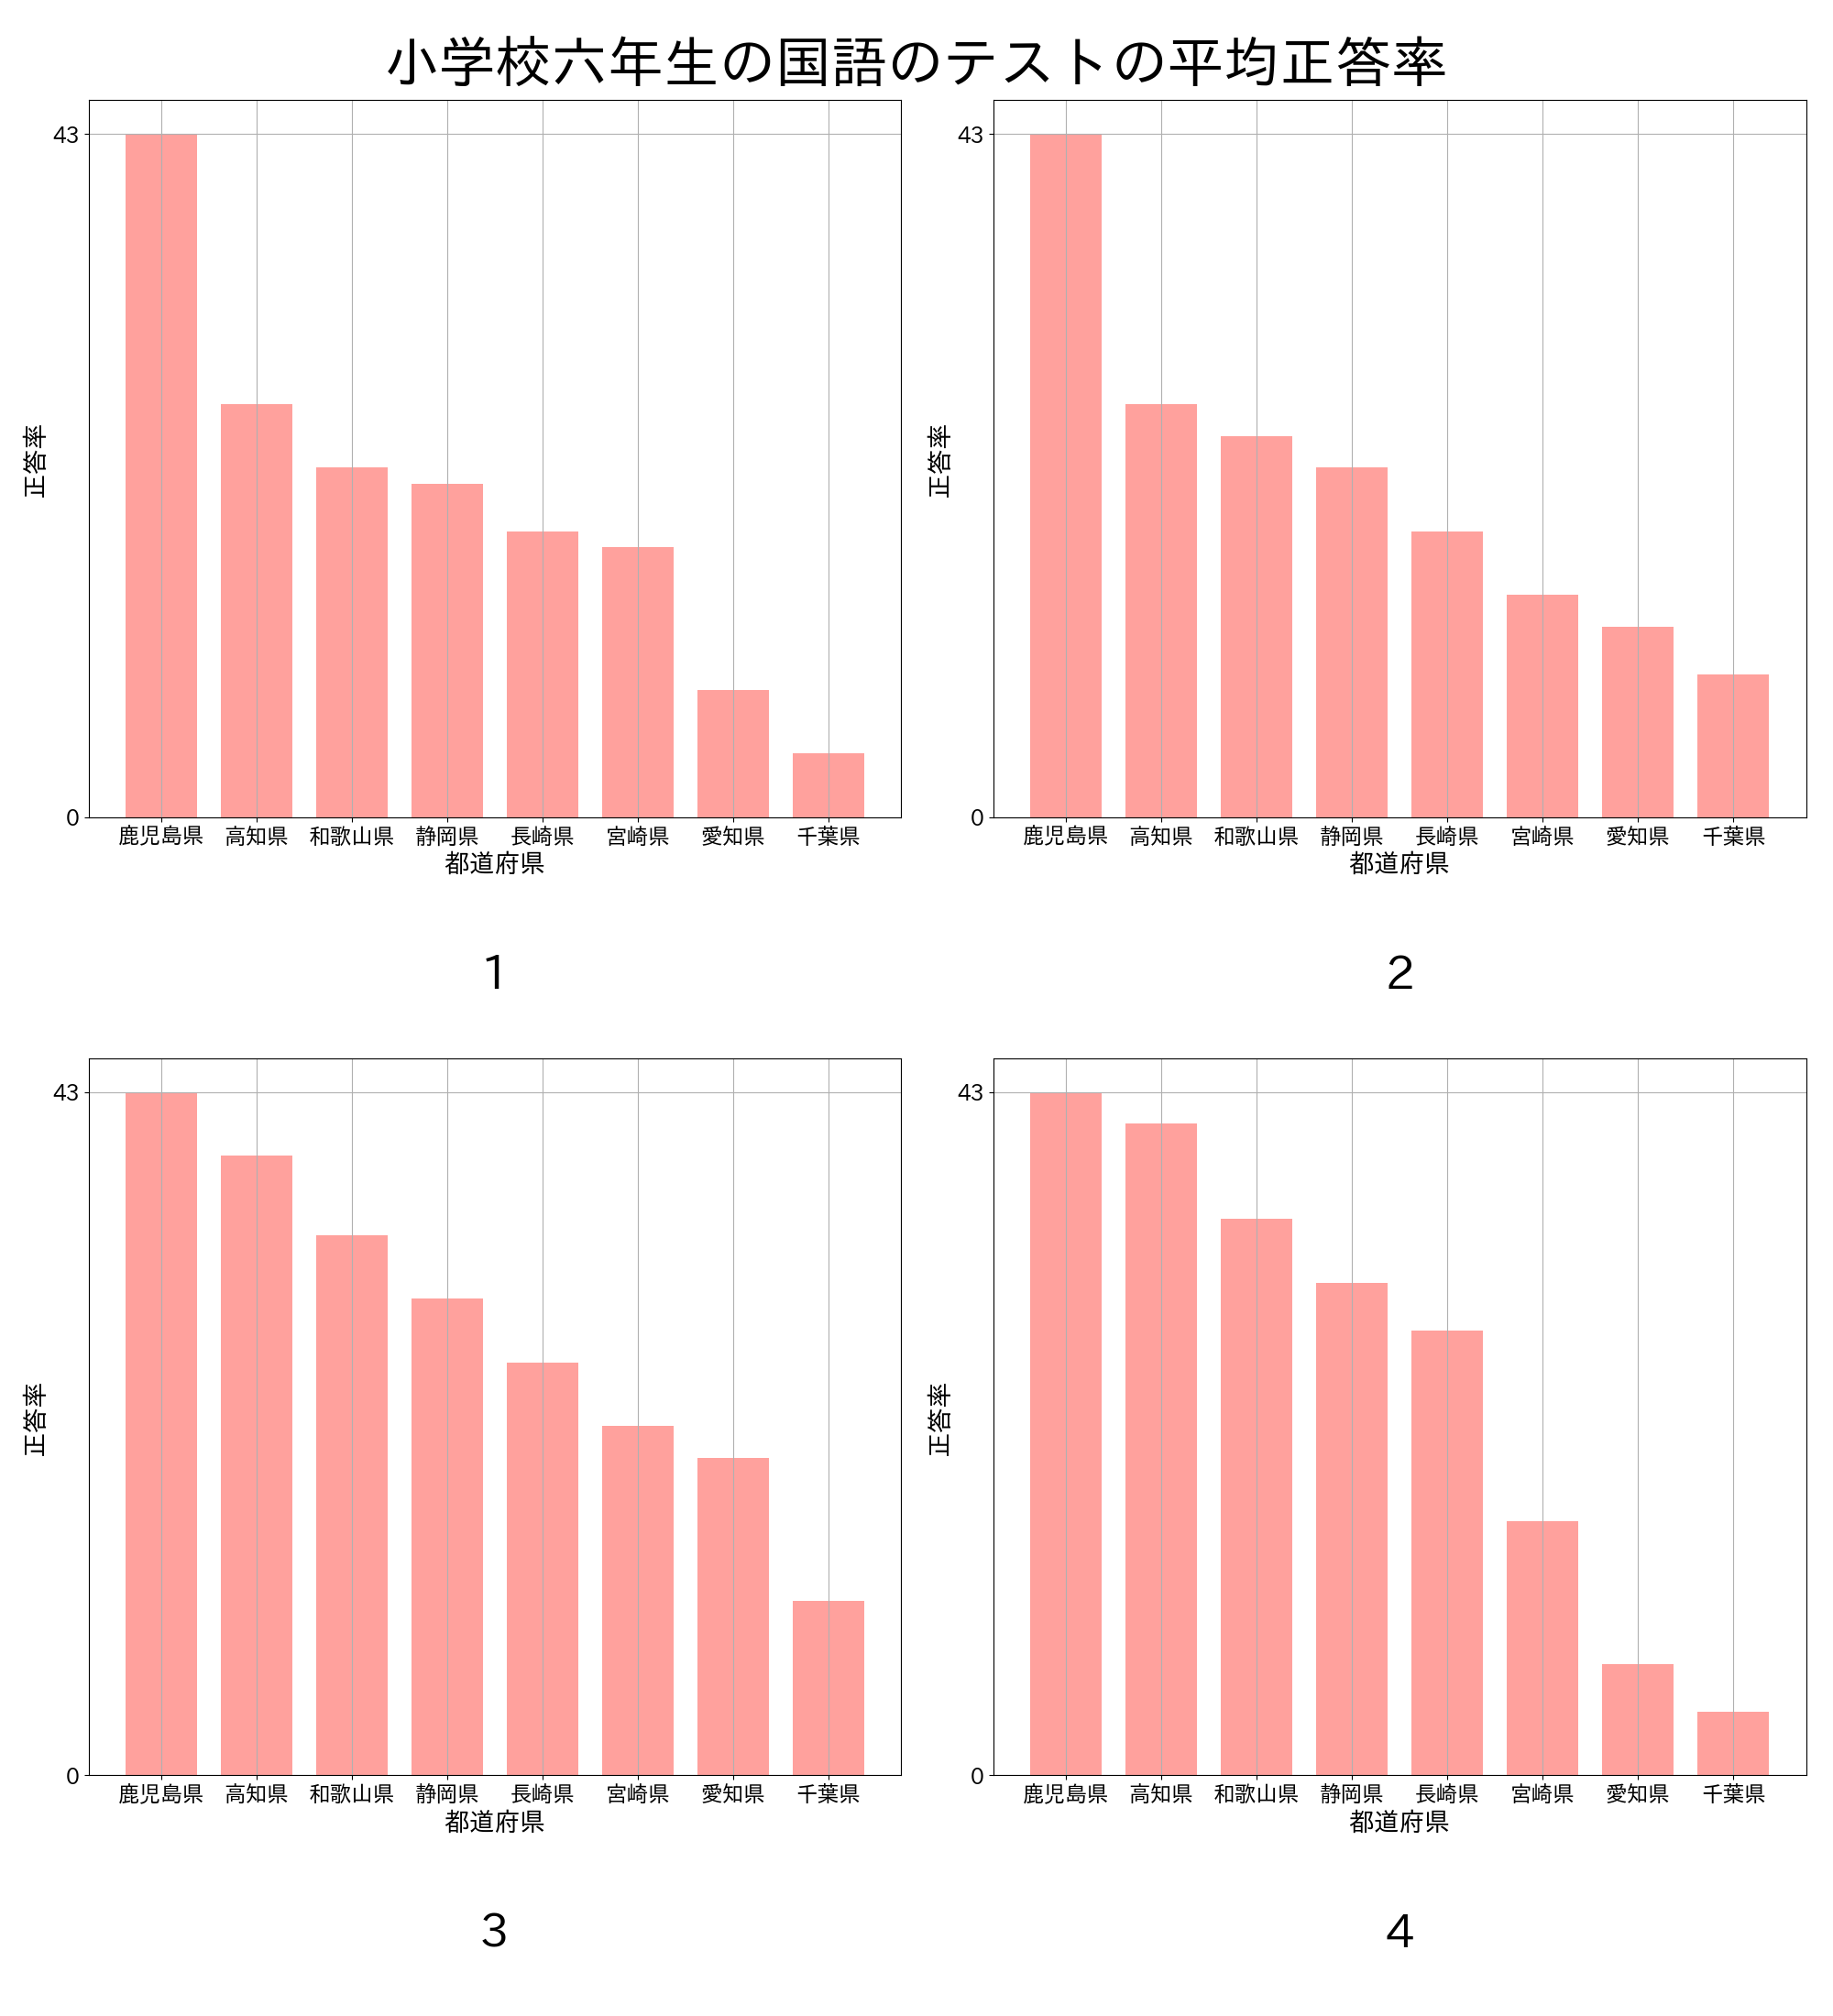 小学校六年生の国語のテストの平均正答率
43
0
正答率
鹿児島県 高知県 和歌山県 静岡県 長崎県 宮崎県 愛知県 千葉県
都道府県
1
43
0
正答率
鹿児島県 高知県 和歌山県 静岡県 長崎県 宮崎県 愛知県 千葉県
都道府県
2
43
0
正答率
鹿児島県 高知県 和歌山県 静岡県 長崎県 宮崎県 愛知県 千葉県
都道府県
3
43
0
正答率
鹿児島県 高知県 和歌山県 静岡県 長崎県 宮崎県 愛知県 千葉県
都道府県
4